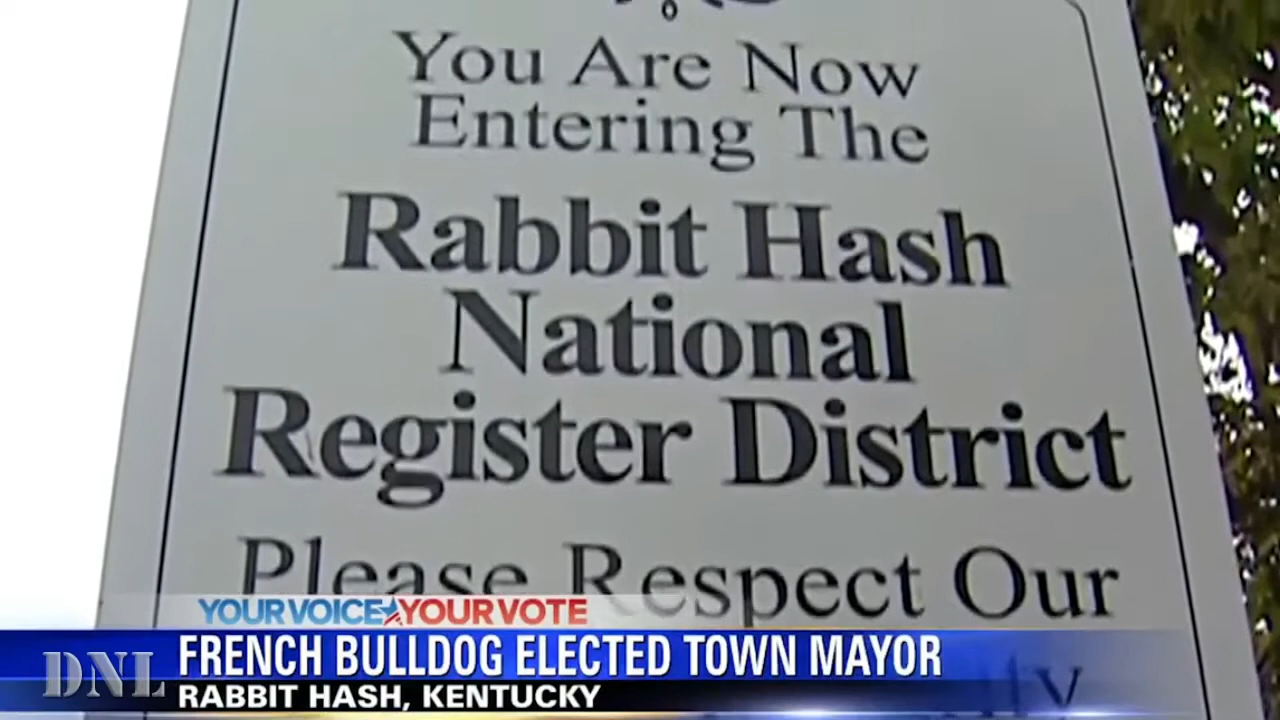 You Are Now
Entering The
Rabbit Hash
National
Register District
Please Respect Our
YOUR VOICE YOUR VOTE
FRENCH BULLDOG ELECTED TOWN MAYOR
DNL
RABBIT HASH, KENTUCKY